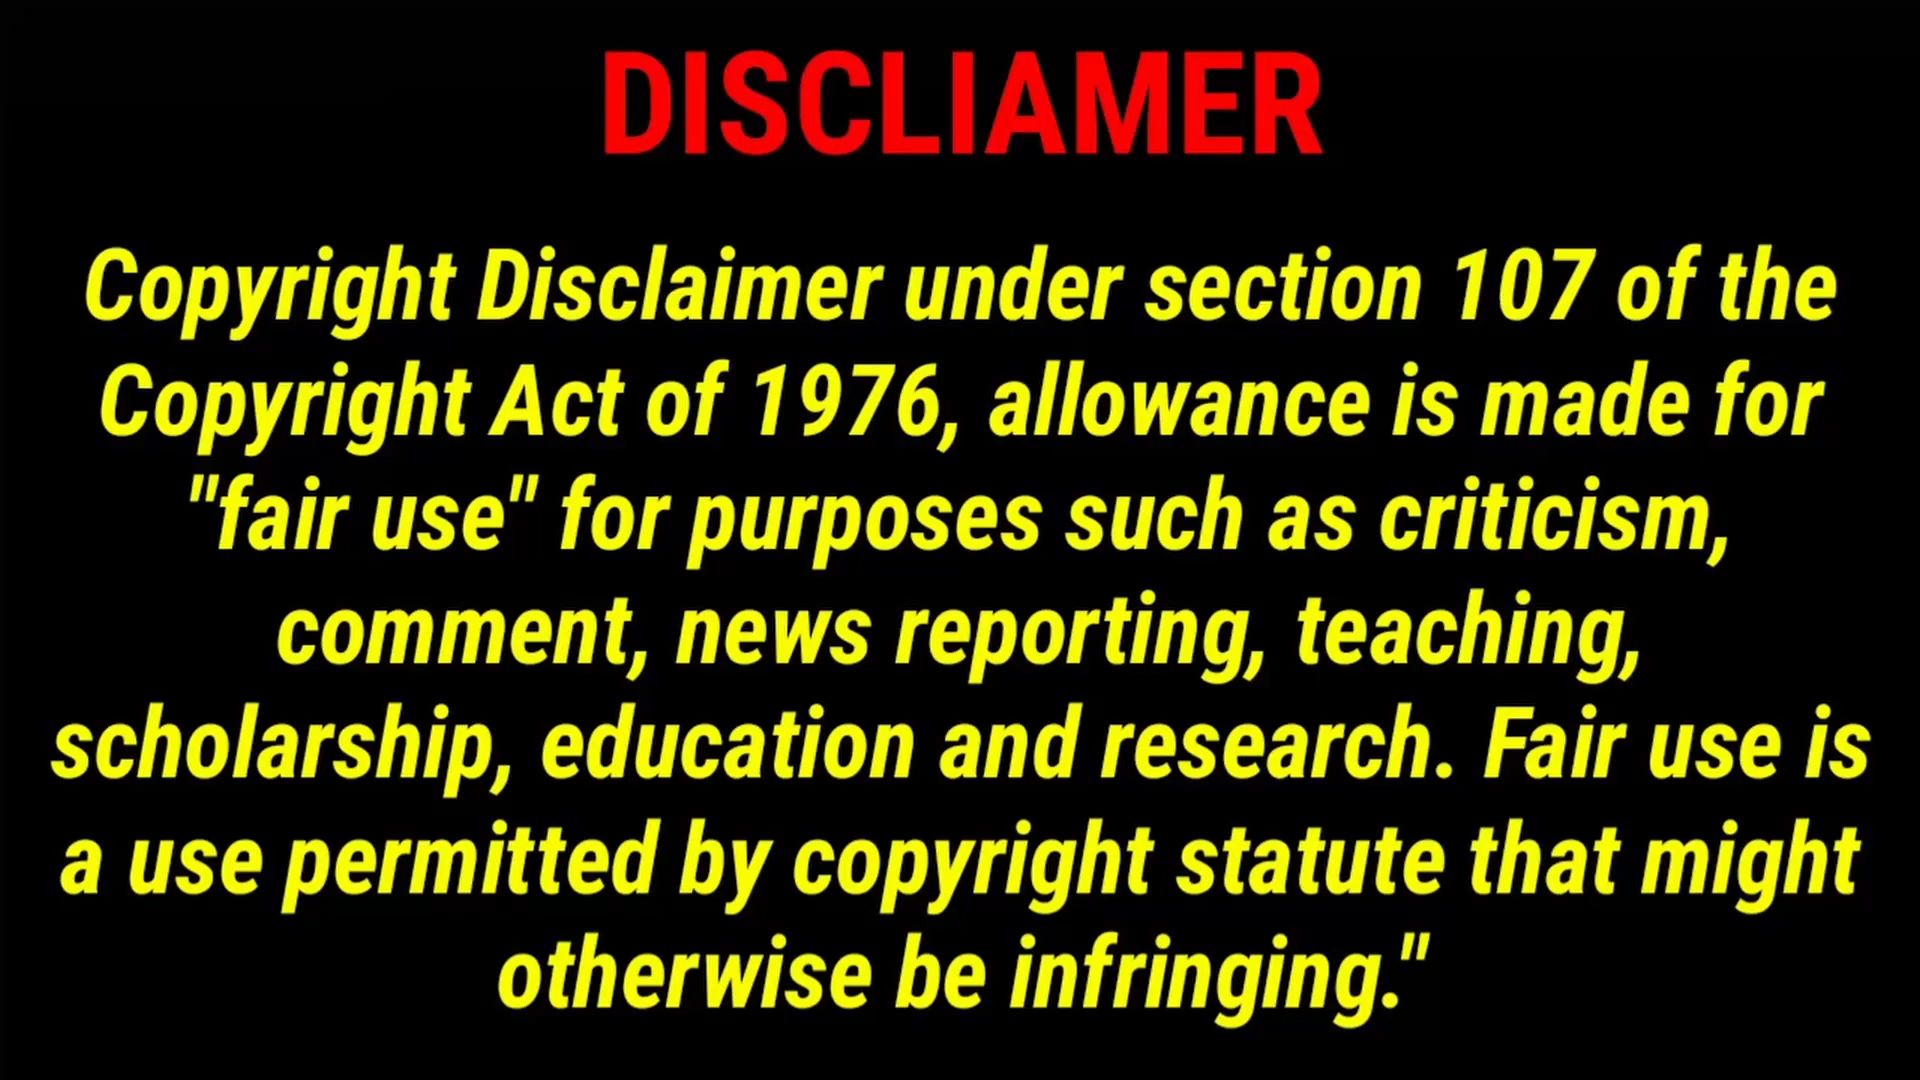 DISCLIAMER
Copyright Disclaimer under section 107 of the
Copyright Act of 1976, allowance is made for
"fair use" for purposes such as criticism,
comment, news reporting, teaching,
scholarship, education and research. Fair use is
a use permitted by copyright statute that might
otherwise be infringing."